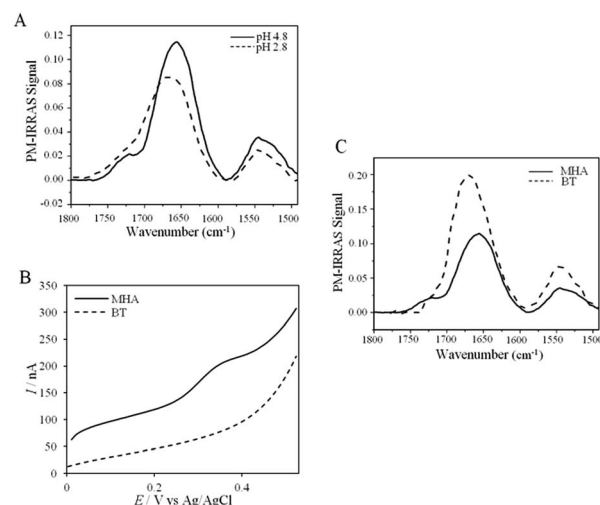 A
PM-IRRAS Signal
0.12
0.10
0.08
0.06
0.04
0.02
0.00
-0.02
pH 4.8
pH 2.8
1800 1750 1700 1650 1600 1550 1500
Wavenumber (cm-1)
B
I / nA
350
300
250
200
150
100
50
0
MHA
BT
0 0.2 0.4
E / V vs Ag/AgCl
C
PM-IRRAS Signal
0.20
0.15
0.10
0.05
0.00
MHA
BT
1800 1750 1700 1650 1600 1550 1500
Wavenumber (cm-1)